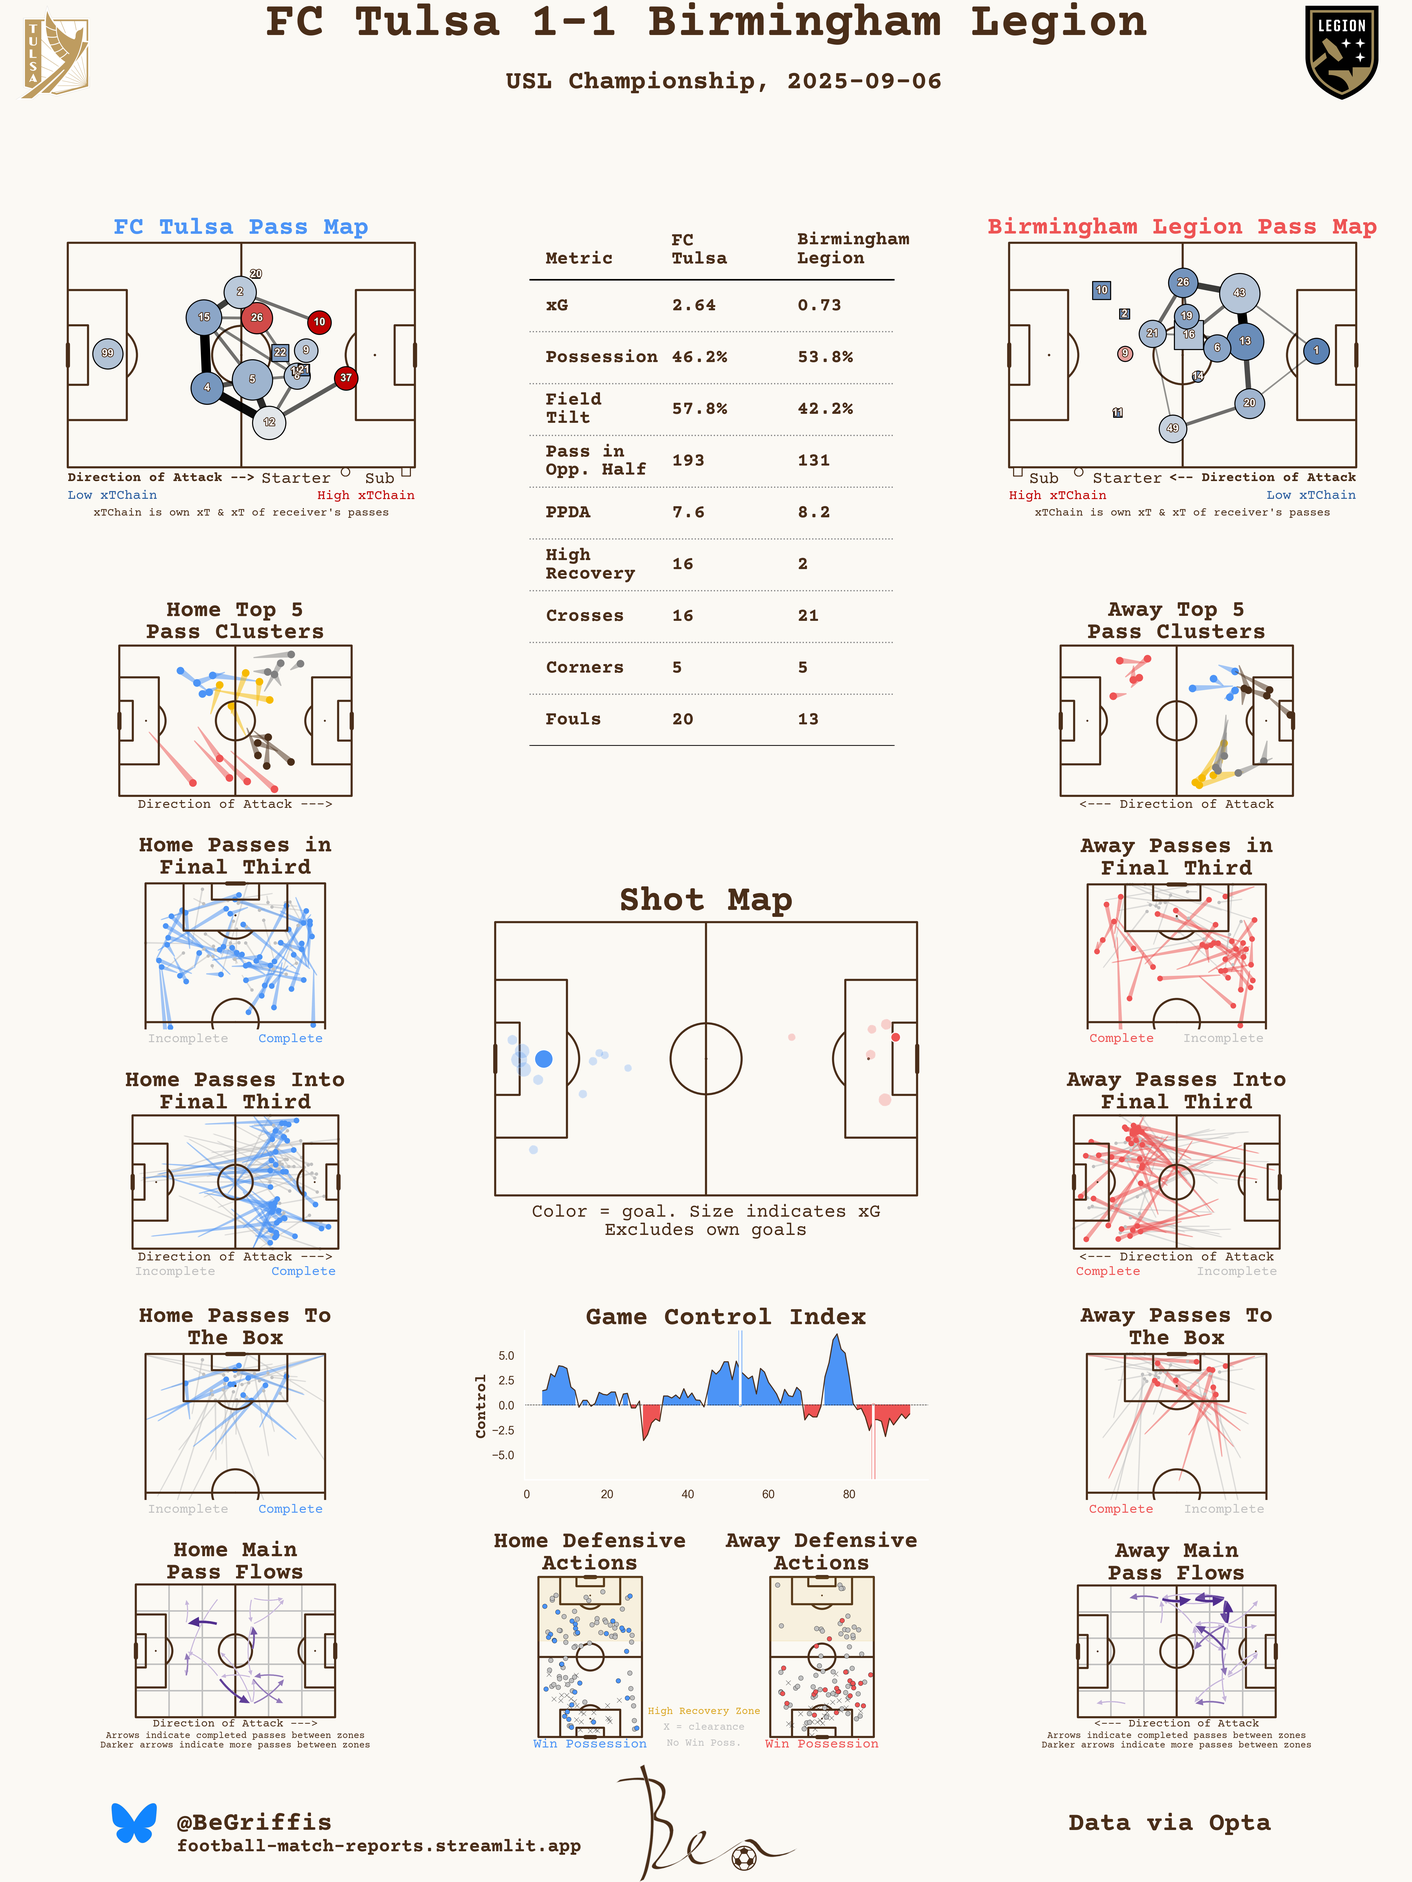 FC Tulsa 1-1 Birmingham Legion
USL Championship, 2025-09-06
TULSA
LEGION
FC Tulsa Pass Map
20
2
15
26
10
99
22
9
21
5
4
37
12
Direction of Attack --> Starter Sub
Low xTChain High xTChain
xTChain is own xT & xT of receiver's passes
Metric FC Tulsa Birmingham Legion
xG 2.64 0.73
Possession 46.2% 53.8%
Field Tilt 57.8% 42.2%
Pass in Opp. Half 193 131
PPDA 7.6 8.2
High Recovery 16 2
Crosses 16 21
Corners 5 5
Fouls 20 13
Birmingham Legion Pass Map
10
26
43
2
19
21
16
6
13
9
1
14
11
20
49
Sub Starter <-- Direction of Attack
High xTChain Low xTChain
xTChain is own xT & xT of receiver's passes
Home Top 5
Pass Clusters
Direction of Attack --->
Away Top 5
Pass Clusters
<--- Direction of Attack
Home Passes in
Final Third
Incomplete Complete
Away Passes in
Final Third
Complete Incomplete
Shot Map
Color = goal. Size indicates xG
Excludes own goals
Home Passes Into
Final Third
Direction of Attack --->
Incomplete Complete
Away Passes Into
Final Third
<--- Direction of Attack
Complete Incomplete
Home Passes To
The Box
Incomplete Complete
Game Control Index
Control
5.0
2.5
0.0
−2.5
−5.0
0 20 40 60 80
Away Passes To
The Box
Complete Incomplete
Home Main
Pass Flows
Direction of Attack --->
Arrows indicate completed passes between zones
Darker arrows indicate more passes between zones
Home Defensive
Actions
Win Possession
High Recovery Zone
X = clearance
No Win Poss.
Away Defensive
Actions
Win Possession
Away Main
Pass Flows
<--- Direction of Attack
Arrows indicate completed passes between zones
Darker arrows indicate more passes between zones
@BeGriffis
football-match-reports.streamlit.app
Ben
Data via Opta